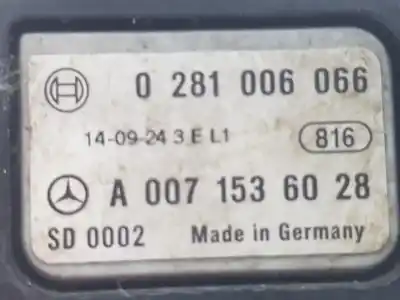 0 281 006 066
14-09-24 3 E L1 816
A 007 153 60 28
SD 0002 Made in Germany